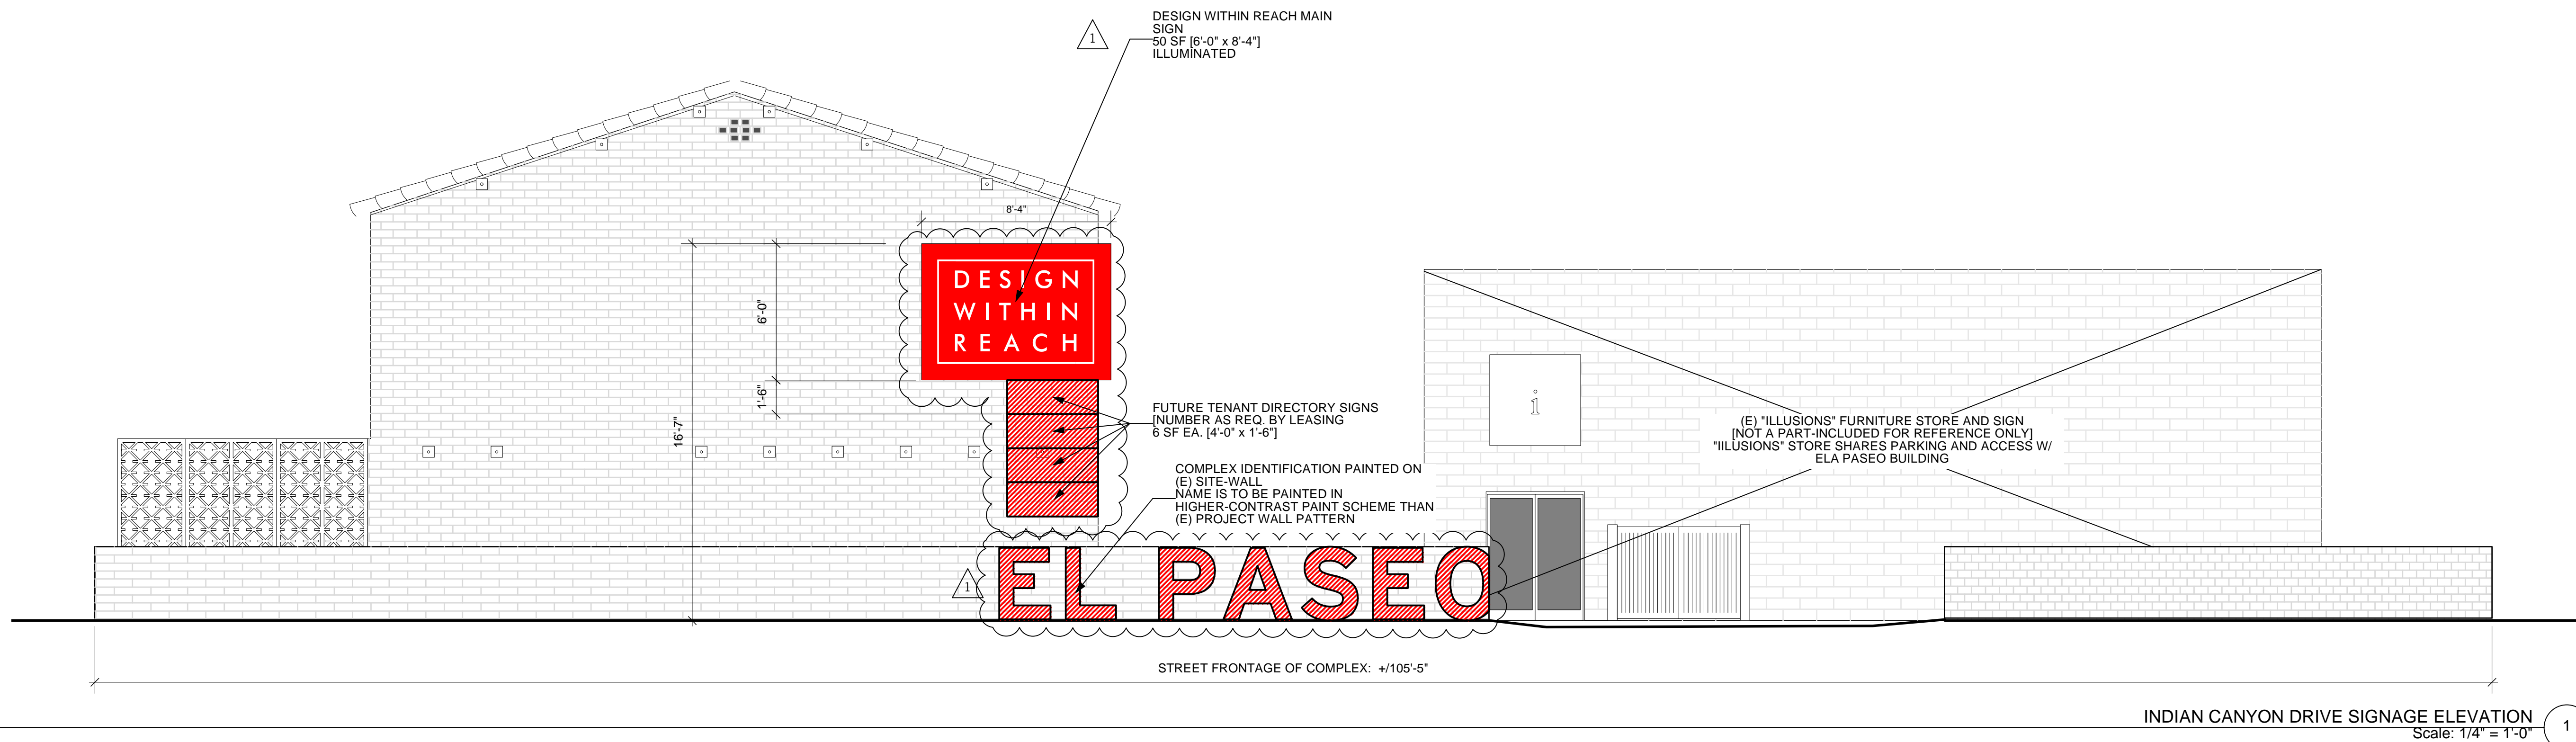 DESIGN WITHIN REACH MAIN
SIGN
50 SF [6'-0" x 8'-4"]
ILLUMINATED
1
8'-4"
DESIGN
WITHIN
REACH
6'-0"
1'-6"
16'-7"
FUTURE TENANT DIRECTORY SIGNS
[NUMBER AS REQ. BY LEASING
6 SF EA. [4'-0" x 1'-6"]
COMPLEX IDENTIFICATION PAINTED ON
(E) SITE-WALL
NAME IS TO BE PAINTED IN
HIGHER-CONTRAST PAINT SCHEME THAN
(E) PROJECT WALL PATTERN
i
(E) "ILLUSIONS" FURNITURE STORE AND SIGN
[NOT A PART-INCLUDED FOR REFERENCE ONLY]
"IILUSIONS" STORE SHARES PARKING AND ACCESS W/
ELA PASEO BUILDING
1
EL PASEO
STREET FRONTAGE OF COMPLEX: +/105'-5"
INDIAN CANYON DRIVE SIGNAGE ELEVATION
Scale: 1/4" = 1'-0"
1